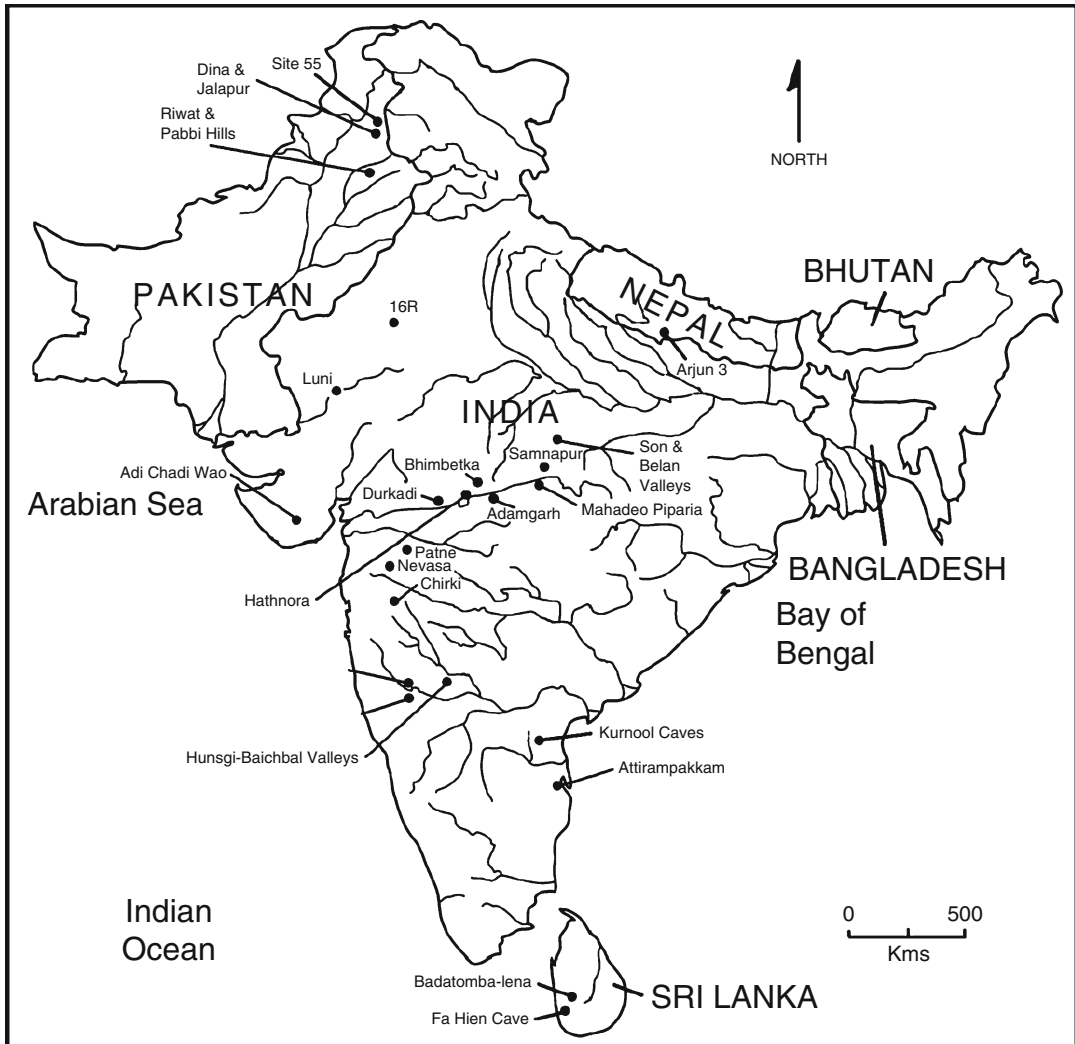 Site 55
Dina &
Jalapur
Riwat &
Pabbi Hills
NORTH
PAKISTAN
NEPAL
BHUTAN
16R
Arjun 3
Luni
INDIA
Adi Chadi Wao
Arabian Sea
Bhimbetka
Samnapur
Son &
Belan
Valleys
Durkadi
Adamgarh
Mahadeo Piparia
Patne
Nevasa
Chirki
Hathnora
BANGLADESH
Bay of
Bengal
Hunsgi-Baichbal Valleys
Kurnool Caves
Attirampakkam
Indian
Ocean
0 500
Kms
Badatomba-lena
Fa Hien Cave
SRI LANKA